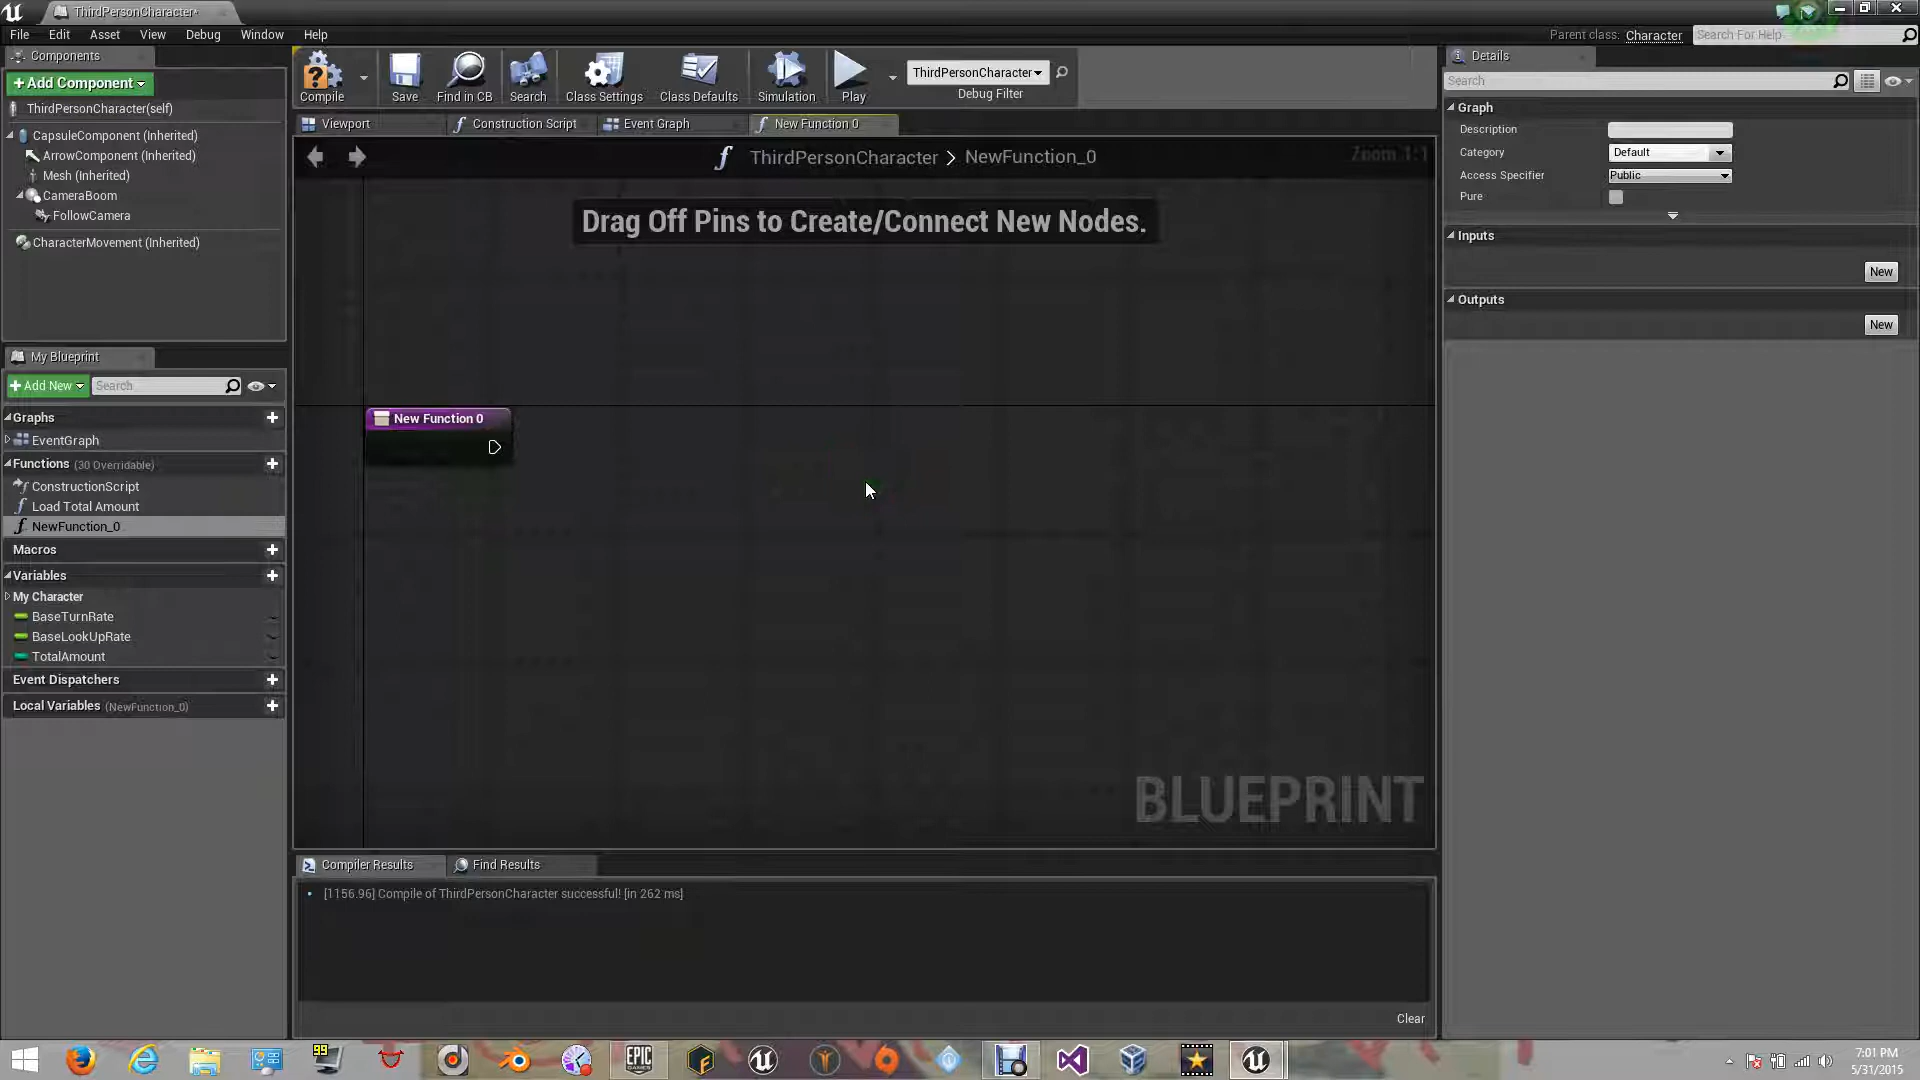 ThirdPersonCharacter*
File Edit Asset View Debug Window Help
Parent class: Character
Search For Help
Components
+Add Component
ThirdPersonCharacter(self)
CapsuleComponent (Inherited)
ArrowComponent (Inherited)
Mesh (Inherited)
CameraBoom
FollowCamera
CharacterMovement (Inherited)
Compile
Save
Find in CB
Search
Class Settings
Class Defaults
Simulation
Play
ThirdPersonCharacter
Debug Filter
Viewport
Construction Script
Event Graph
New Function 0
ThirdPersonCharacter > NewFunction_0
Zoom 1:1
Drag Off Pins to Create/Connect New Nodes.
New Function 0
BLUEPRINT
My Blueprint
+Add New
Search
Graphs
EventGraph
Functions (30 Overridable)
ConstructionScript
Load Total Amount
NewFunction_0
Macros
Variables
My Character
BaseTurnRate
BaseLookUpRate
TotalAmount
Event Dispatchers
Local Variables (NewFunction_0)
Compiler Results
Find Results
[1156.96] Compile of ThirdPersonCharacter successful! [in 262 ms]
Clear
Details
Search
Graph
Description
Category Default
Access Specifier Public
Pure
Inputs
New
Outputs
New
99
EPIC
GAMES
7:01 PM
5/31/2015